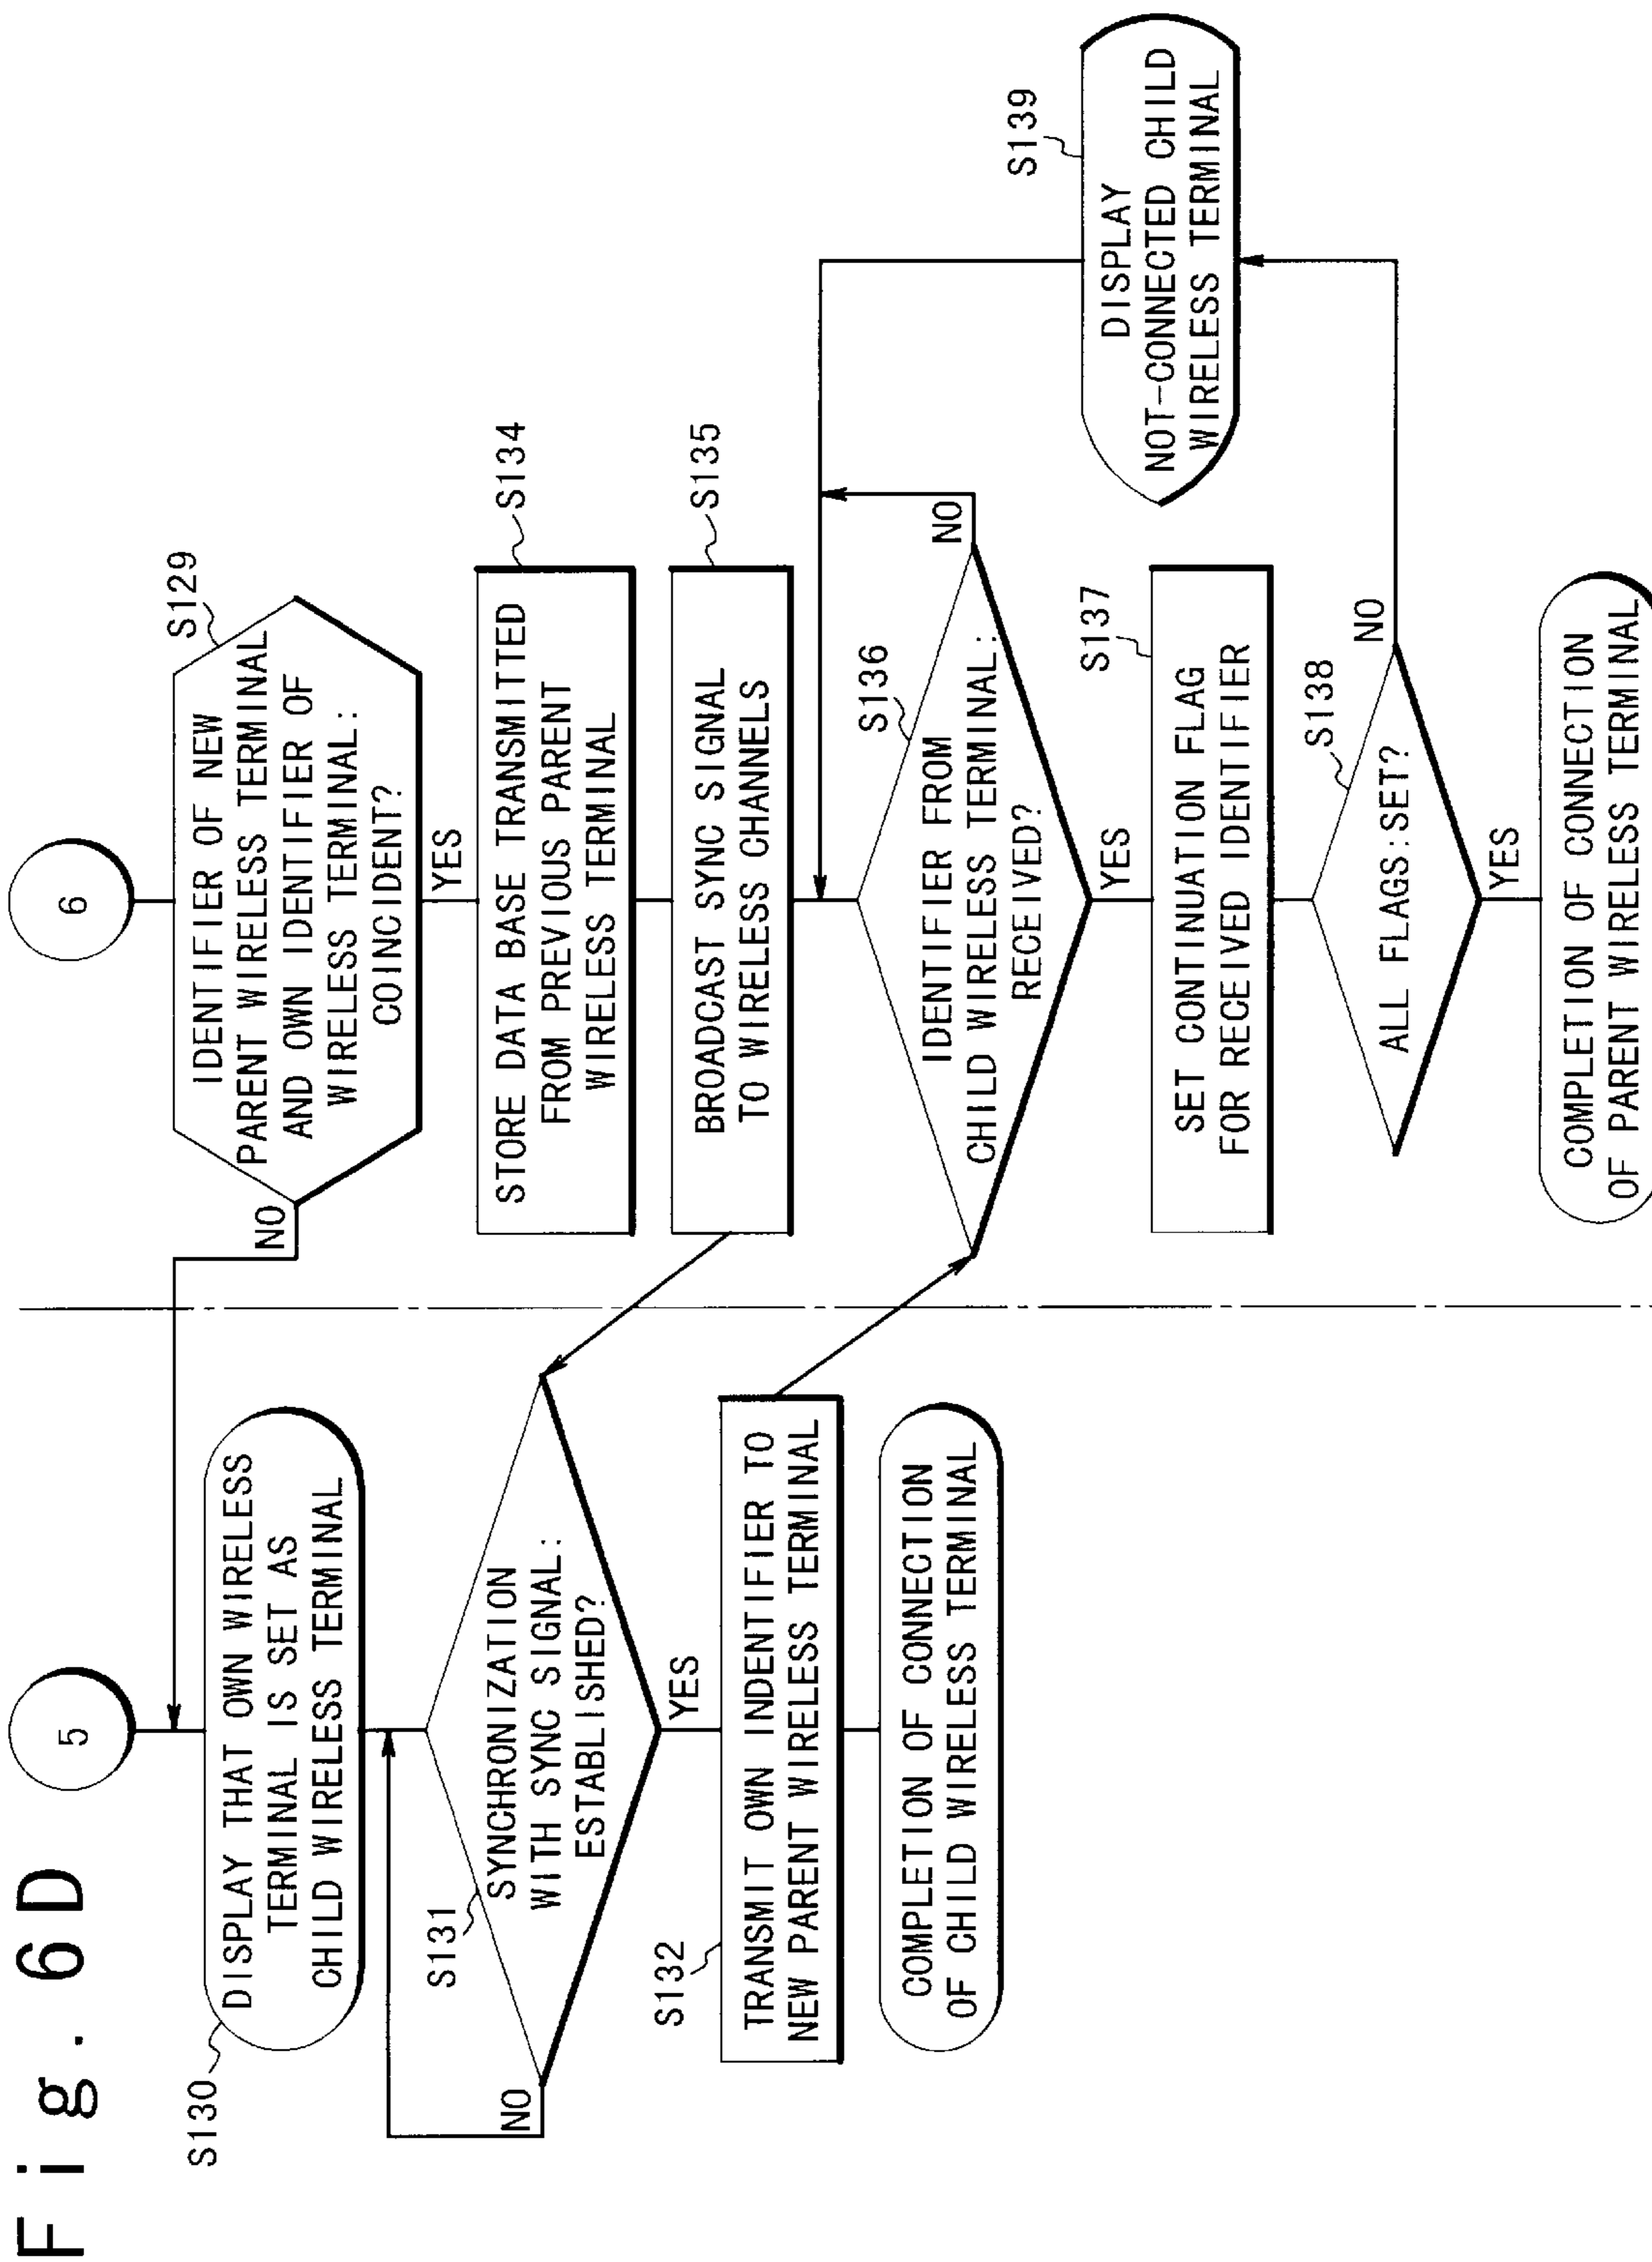 Fig. 6D
5
S130
DISPLAY THAT OWN WIRELESS
TERMINAL IS SET AS
CHILD WIRELESS TERMINAL
S131
SYNCHRONIZATION
WITH SYNC SIGNAL:
ESTABLISHED?
NO
YES
S132
TRANSMIT OWN INDENTIFIER TO
NEW PARENT WIRELESS TERMINAL
COMPLETION OF CONNECTION
OF CHILD WIRELESS TERMINAL
6
S129
IDENTIFIER OF NEW
PARENT WIRELESS TERMINAL
AND OWN IDENTIFIER OF
WIRELESS TERMINAL:
COINCIDENT?
NO
YES
S134
STORE DATA BASE TRANSMITTED
FROM PREVIOUS PARENT
WIRELESS TERMINAL
S135
BROADCAST SYNC SIGNAL
TO WIRELESS CHANNELS
S136
IDENTIFIER FROM
CHILD WIRELESS TERMINAL:
RECEIVED?
NO
YES
S137
SET CONTINUATION FLAG
FOR RECEIVED IDENTIFIER
S138
ALL FLAGS:SET?
NO
YES
COMPLETION OF CONNECTION
OF PARENT WIRELESS TERMINAL
S139
DISPLAY
NOT-CONNECTED CHILD
WIRELESS TERMINAL